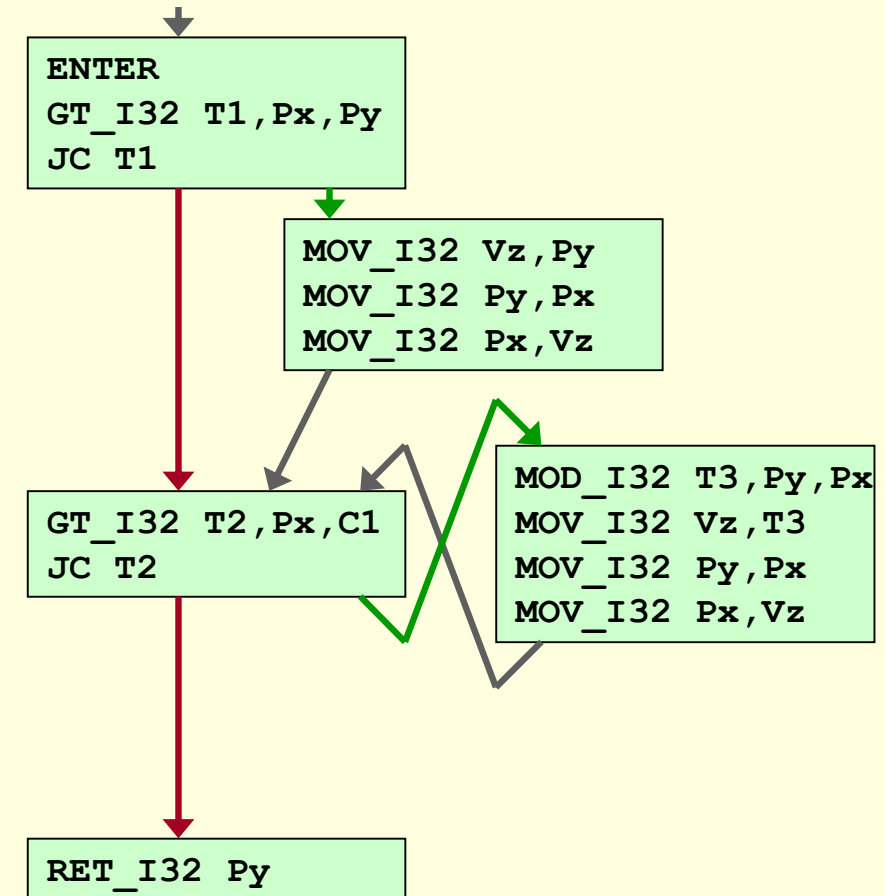 ENTER
GT_I32 T1,Px,Py
JC T1
MOV_I32 Vz,Py
MOV_I32 Py,Px
MOV_I32 Px,Vz
GT_I32 T2,Px,C1
JC T2
MOD_I32 T3,Py,Px
MOV_I32 Vz,T3
MOV_I32 Py,Px
MOV_I32 Px,Vz
RET_I32 Py